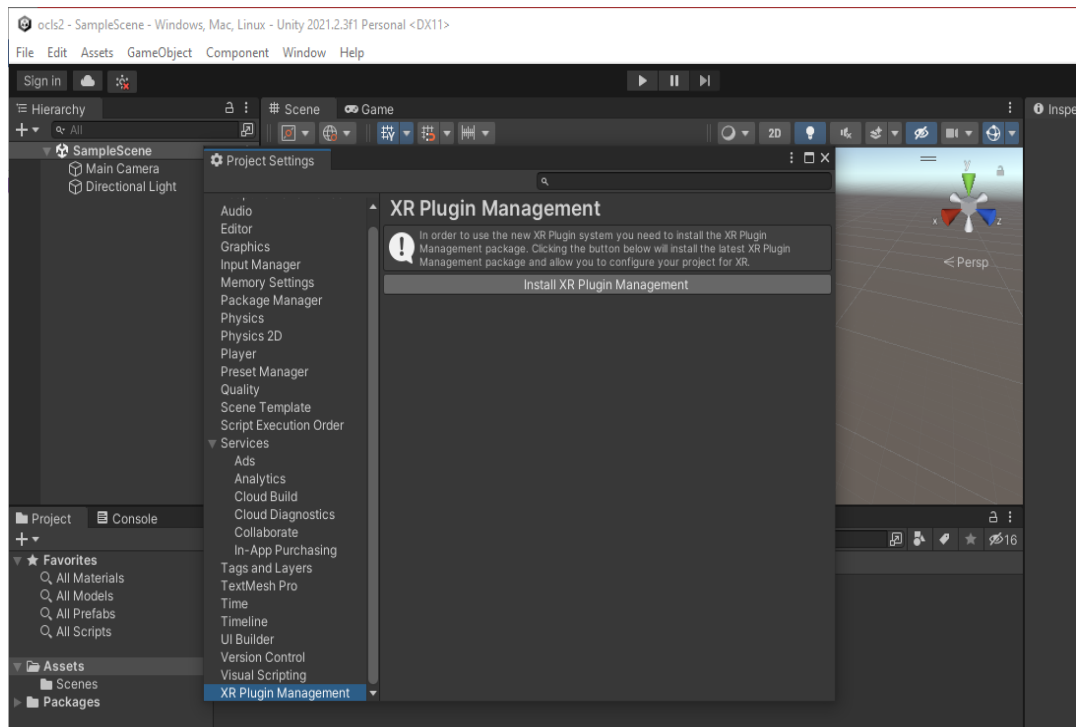 ocls2 - SampleScene - Windows, Mac, Linux - Unity 2021.2.3f1 Personal <DX11>
File Edit Assets GameObject Component Window Help
Sign in
Hierarchy
Scene Game
Inspe
All
2D
SampleScene
Main Camera
Directional Light
Project Settings
Audio
Editor
Graphics
Input Manager
Memory Settings
Package Manager
Physics
Physics 2D
Player
Preset Manager
Quality
Scene Template
Script Execution Order
Services
Ads
Analytics
Cloud Build
Cloud Diagnostics
Collaborate
In-App Purchasing
Tags and Layers
TextMesh Pro
Time
Timeline
UI Builder
Version Control
Visual Scripting
XR Plugin Management
XR Plugin Management
In order to use the new XR Plugin system you need to install the XR Plugin
Management package. Clicking the button below will install the latest XR Plugin
Management package and allow you to configure your project for XR.
Install XR Plugin Management
y
x
z
Persp
Project Console
16
Favorites
All Materials
All Models
All Prefabs
All Scripts
Assets
Scenes
Packages